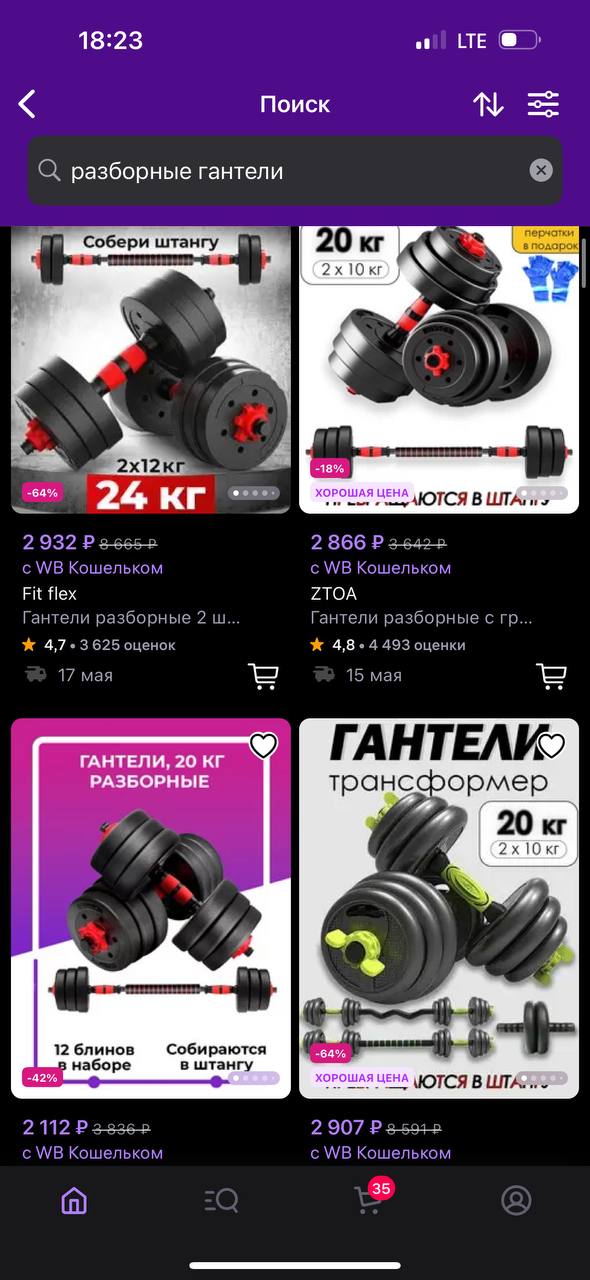 18:23
LTE
Поиск
разборные гантели
Собери штангу
2x12кг
24 кг
-64%
20 кг
2 x 10 кг
перчатки
в подарок
-18%
ХОРОШАЯ ЦЕНА
ПРЕВРАЩАЮТСЯ В ШТАНГУ
2 932 ₽ 8 665 ₽
с WB Кошельком
Fit flex
Гантели разборные 2 ш...
4,7 • 3 625 оценок
17 мая
2 866 ₽ 3 642 ₽
с WB Кошельком
ZTOA
Гантели разборные с гр...
4,8 • 4 493 оценки
15 мая
ГАНТЕЛИ, 20 КГ
РАЗБОРНЫЕ
12 блинов
в наборе
Собираются
в штангу
-42%
ГАНТЕЛИ
трансформер
20 кг
2 x 10 кг
-64%
ХОРОШАЯ ЦЕНА
В ШТАНГУ
2 112 ₽ 3 836 ₽
с WB Кошельком
2 907 ₽ 8 591 ₽
с WB Кошельком
35